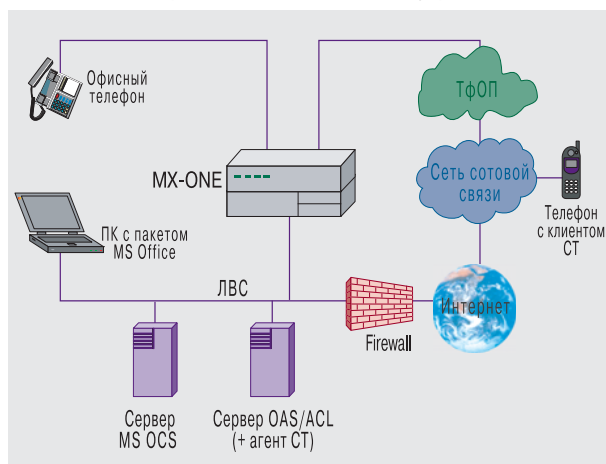 Офисный
телефон
ТфОП
MX-ONE
Сеть сотовой
связи
Телефон
с клиентом
СТ
ПК с пакетом
MS Office
ЛВС
Интернет
Firewall
Сервер
MS OCS
Сервер OAS/ACL
(+ агент СТ)